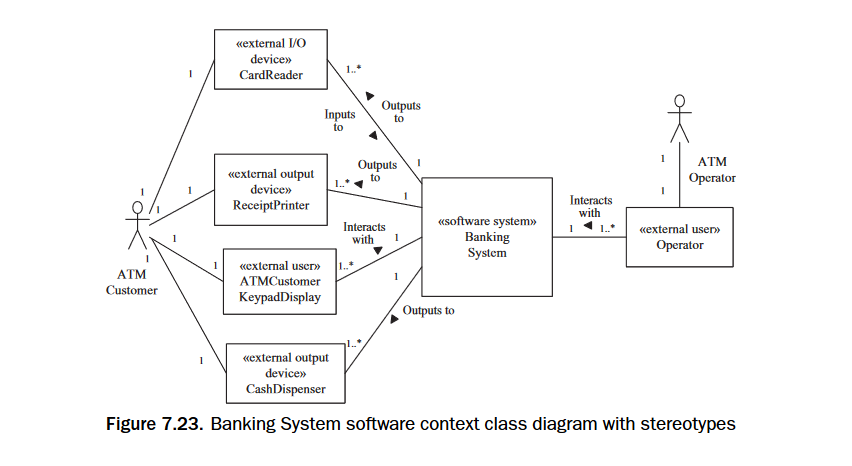 «external I/O
device»
CardReader
1
1..*
Outputs
to
Inputs
to
1
«external output
device»
ReceiptPrinter
1
1
1
Outputs
to
1..*
1
ATM
Operator
1
1
«software system»
Banking
System
Interacts
with
1
1..*
«external user»
Operator
ATM
Customer
1
1
1
Interacts
with
1
1..*
«external user»
ATMCustomer
KeypadDisplay
1
Outputs to
1..*
1
«external output
device»
CashDispenser
Figure 7.23. Banking System software context class diagram with stereotypes